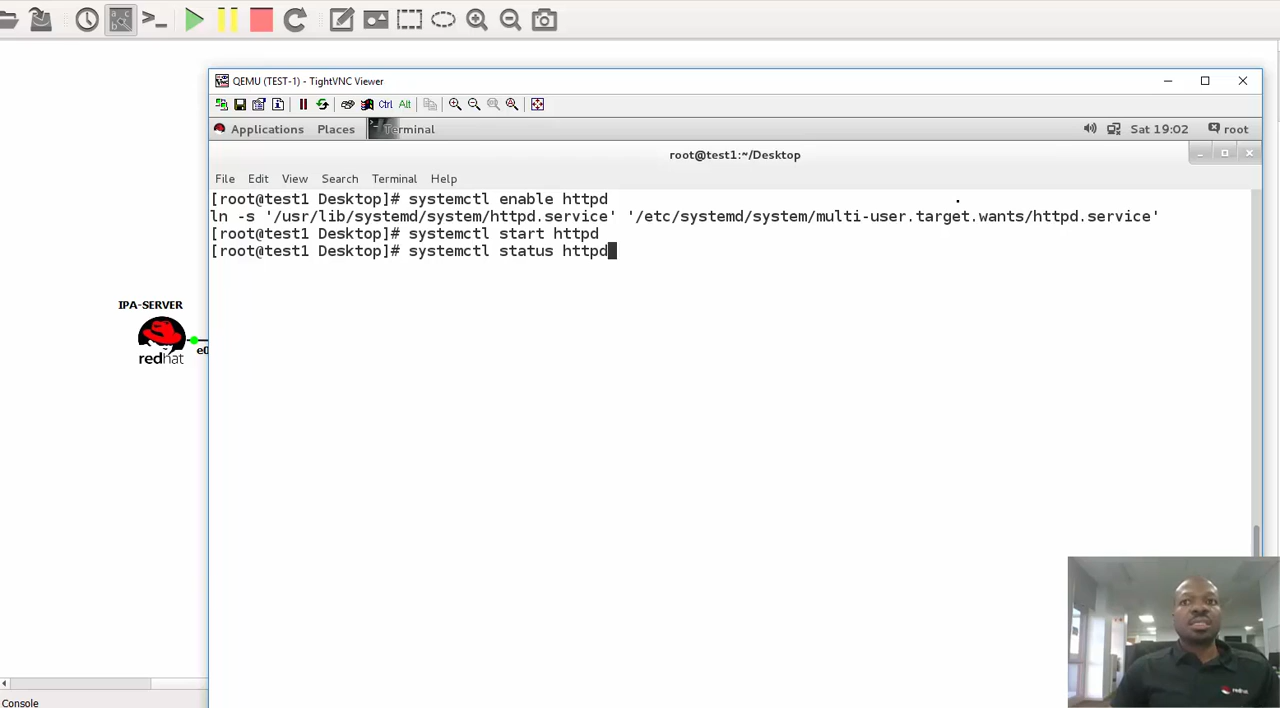 QEMU (TEST-1) - TightVNC Viewer
Ctrl Alt
Applications Places Terminal Sat 19:02 root
root@test1:~/Desktop
File Edit View Search Terminal Help
[root@test1 Desktop]# systemctl enable httpd
ln -s '/usr/lib/systemd/system/httpd.service' '/etc/systemd/system/multi-user.target.wants/httpd.service'
[root@test1 Desktop]# systemctl start httpd
[root@test1 Desktop]# systemctl status httpd
IPA-SERVER
redhat
e0
redhat
Console